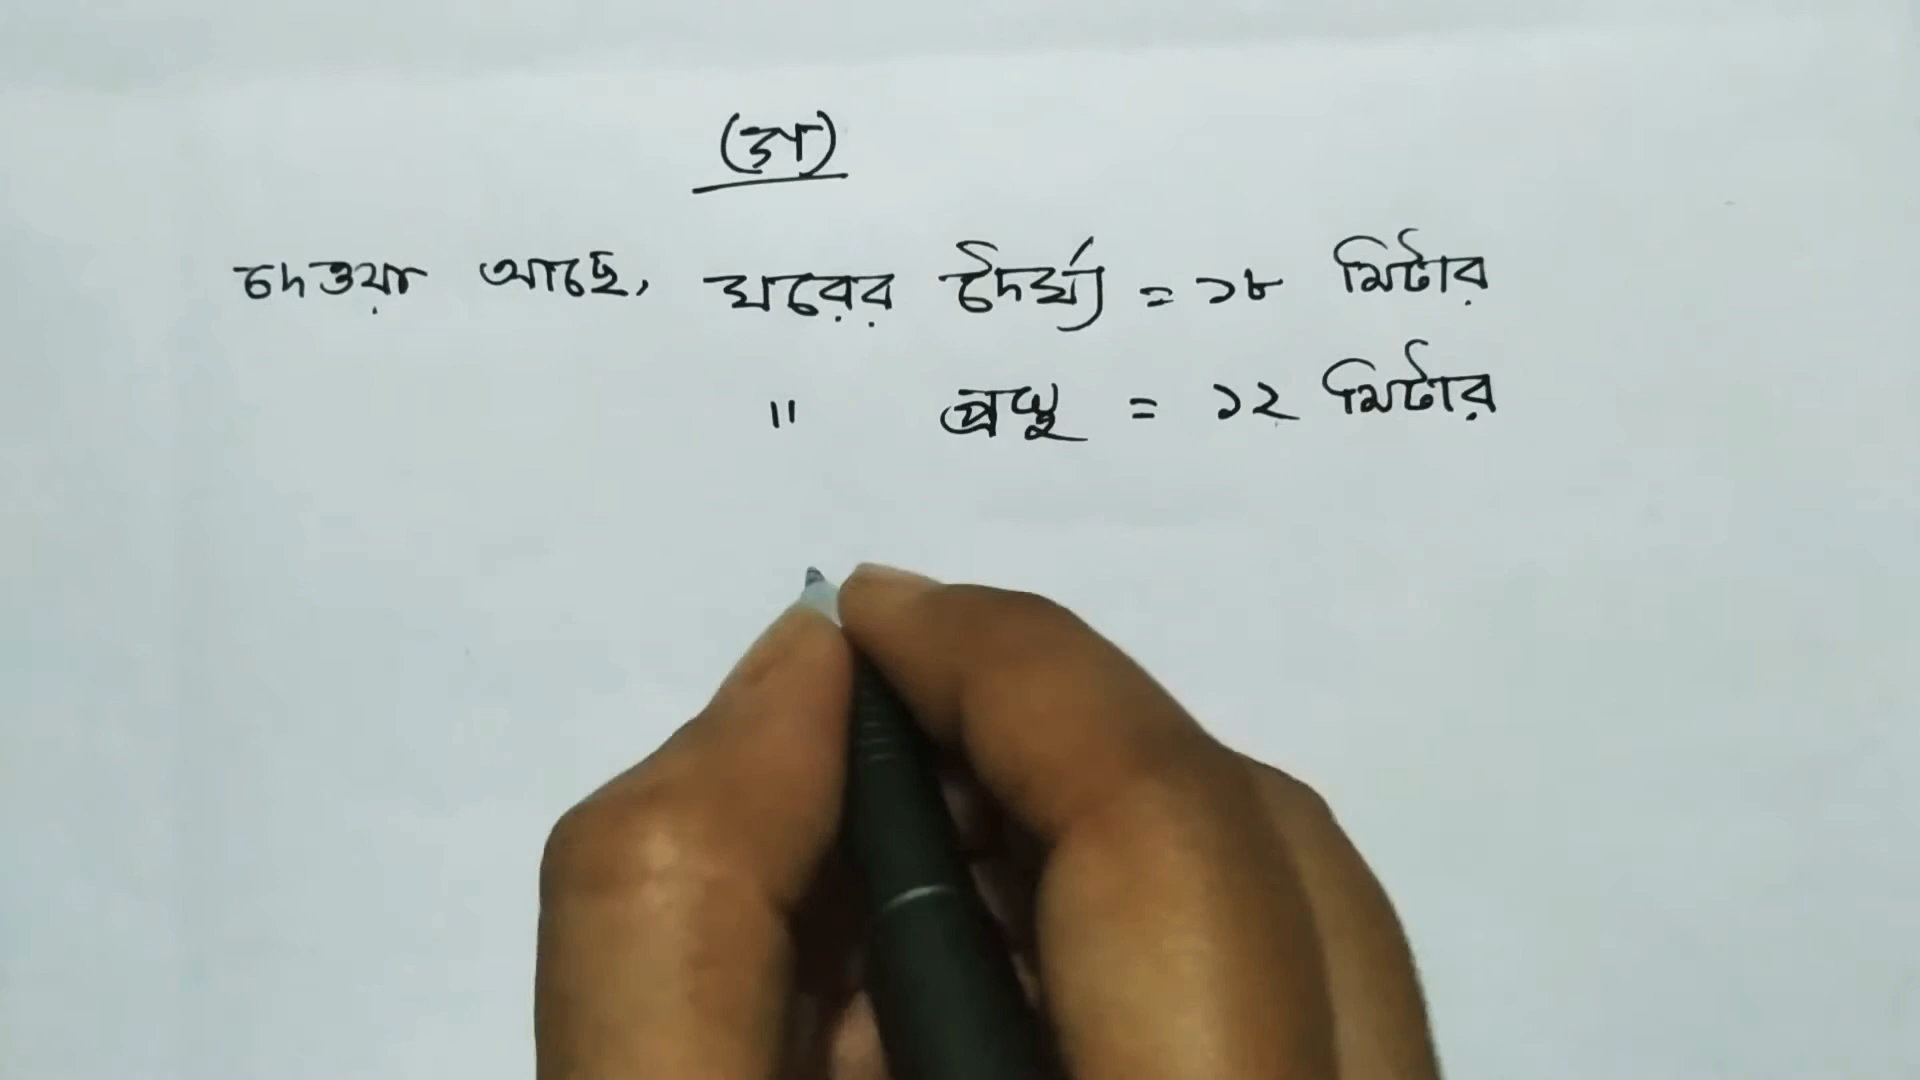 (অ)
দেওয়া আছে, ঘরের দৈর্ঘ্য = ১৮ মিটার
" প্রস্থ = ১২ মিটার